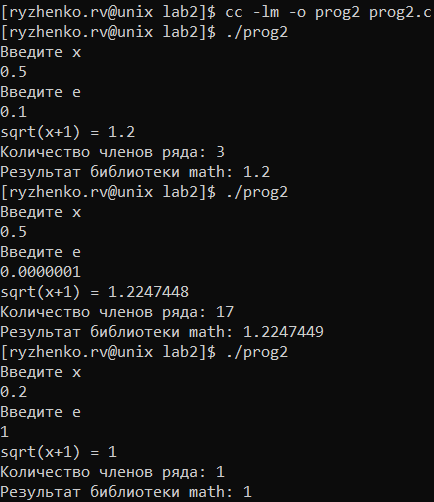 [ryzhenko.rv@unix lab2]$ cc -lm -o prog2 prog2.c
[ryzhenko.rv@unix lab2]$ ./prog2
Введите x
0.5
Введите e
0.1
sqrt(x+1) = 1.2
Количество членов ряда: 3
Результат библиотеки math: 1.2
[ryzhenko.rv@unix lab2]$ ./prog2
Введите x
0.5
Введите e
0.0000001
sqrt(x+1) = 1.2247448
Количество членов ряда: 17
Результат библиотеки math: 1.2247449
[ryzhenko.rv@unix lab2]$ ./prog2
Введите x
0.2
Введите e
1
sqrt(x+1) = 1
Количество членов ряда: 1
Результат библиотеки math: 1